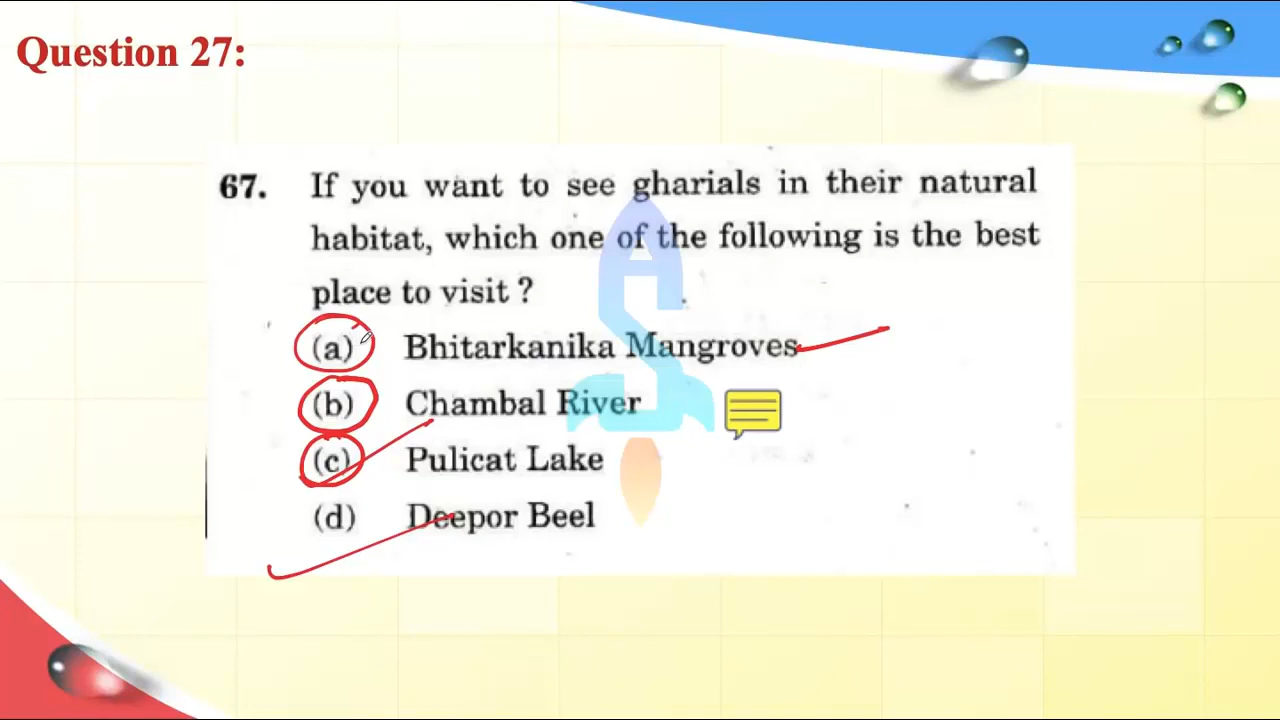 Question 27:
67. If you want to see gharials in their natural
habitat, which one of the following is the best
place to visit ?
(a) Bhitarkanika Mangroves
(b) Chambal River
(c) Pulicat Lake
(d) Deepor Beel